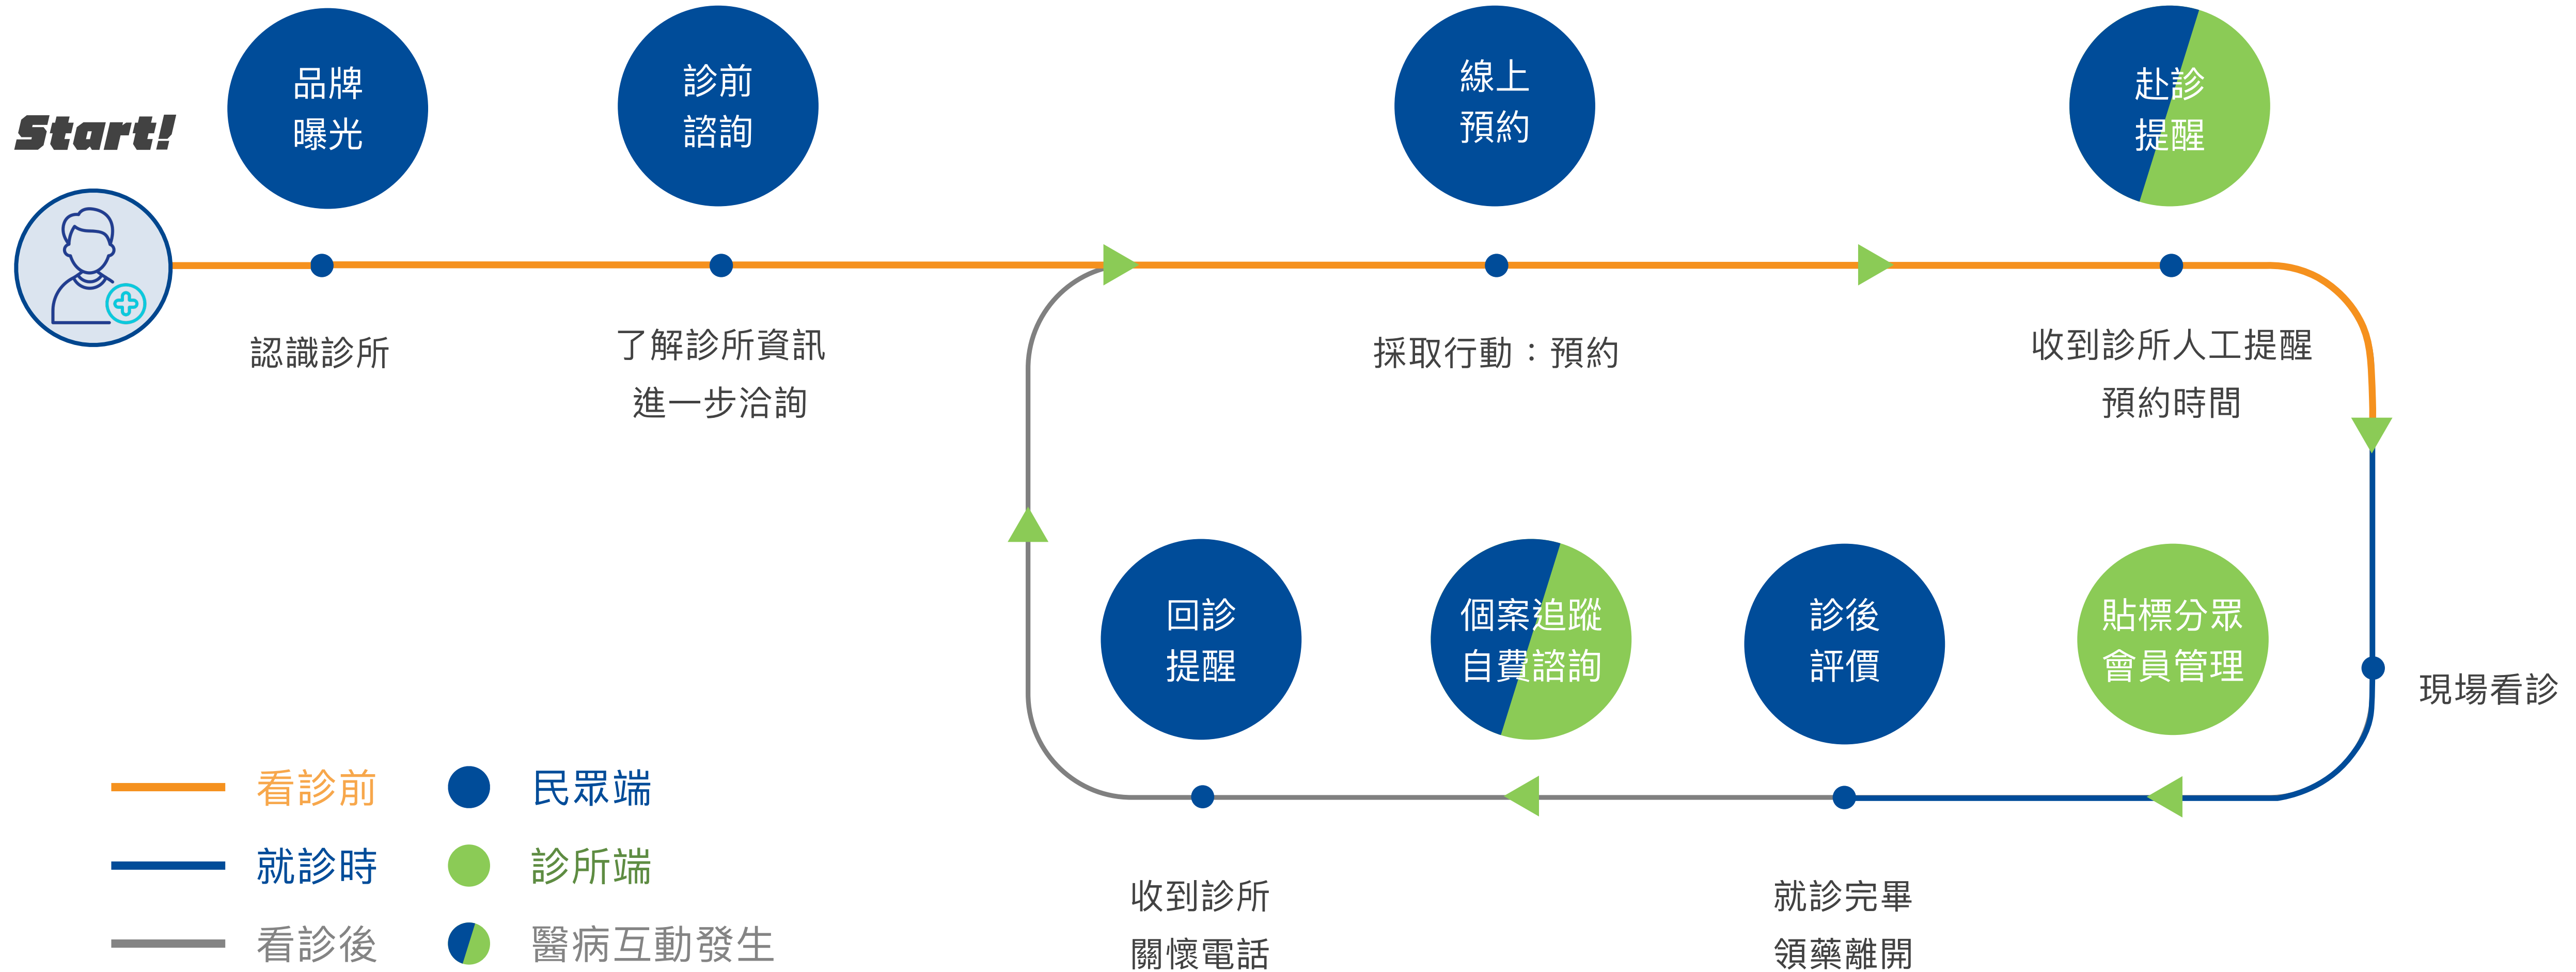 Start!
品牌
曝光
診前
諮詢
線上
預約
赴診
提醒
認識診所
了解診所資訊
進一步洽詢
採取行動：預約
收到診所人工提醒
預約時間
回診
提醒
個案追蹤
自費諮詢
診後
評價
貼標分眾
會員管理
現場看診
收到診所
關懷電話
就診完畢
領藥離開
看診前
民眾端
就診時
診所端
看診後
醫病互動發生